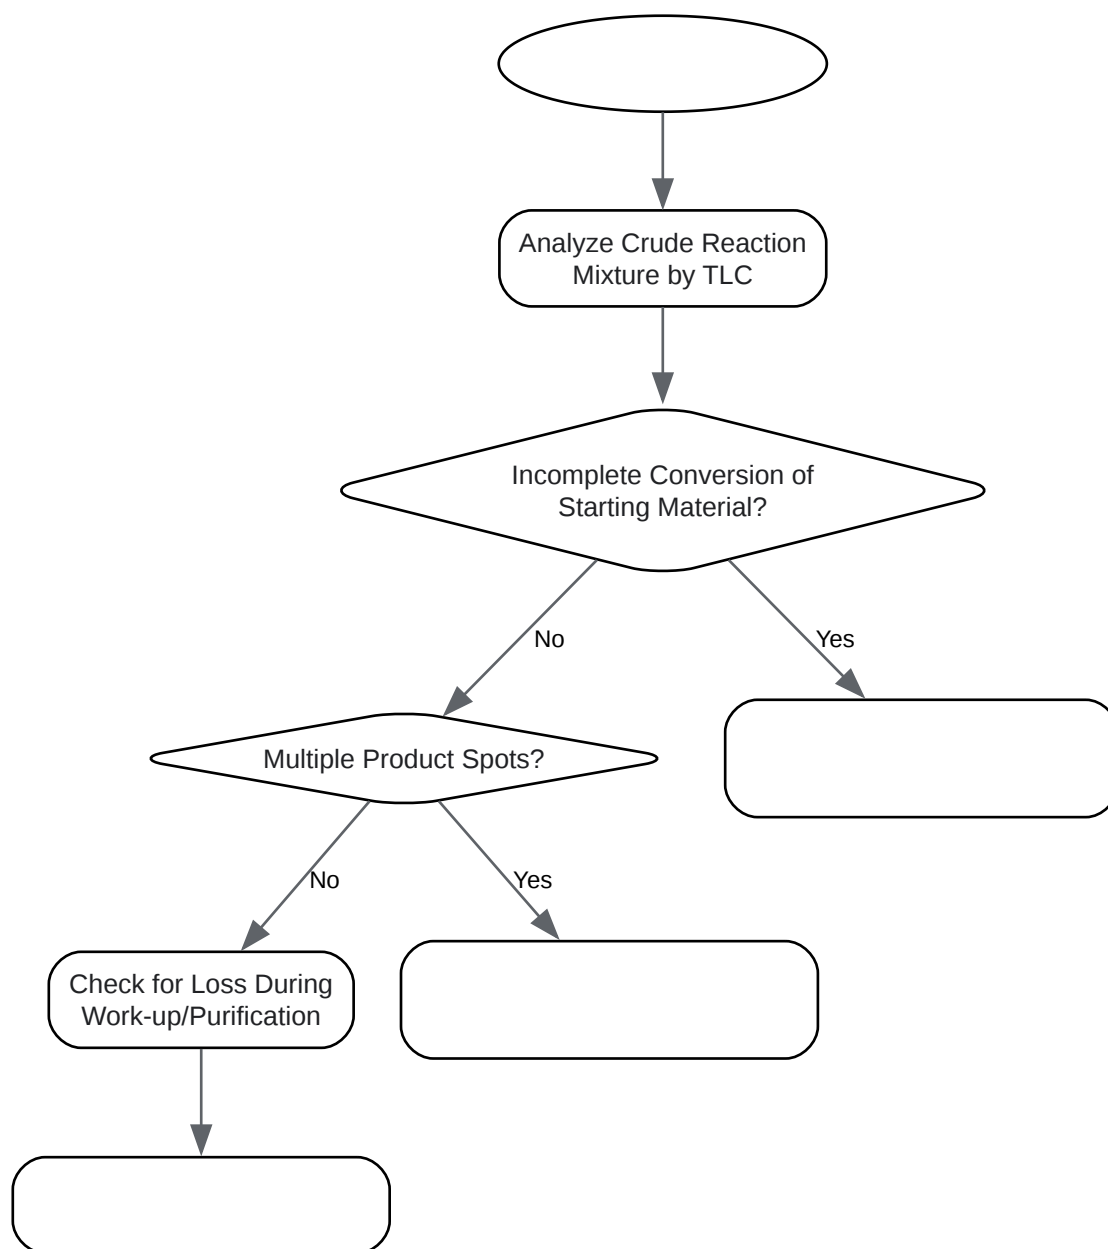 Analyze Crude Reaction
Mixture by TLC
Incomplete Conversion of
Starting Material?
No
Yes
Multiple Product Spots?
No
Yes
Check for Loss During
Work-up/Purification